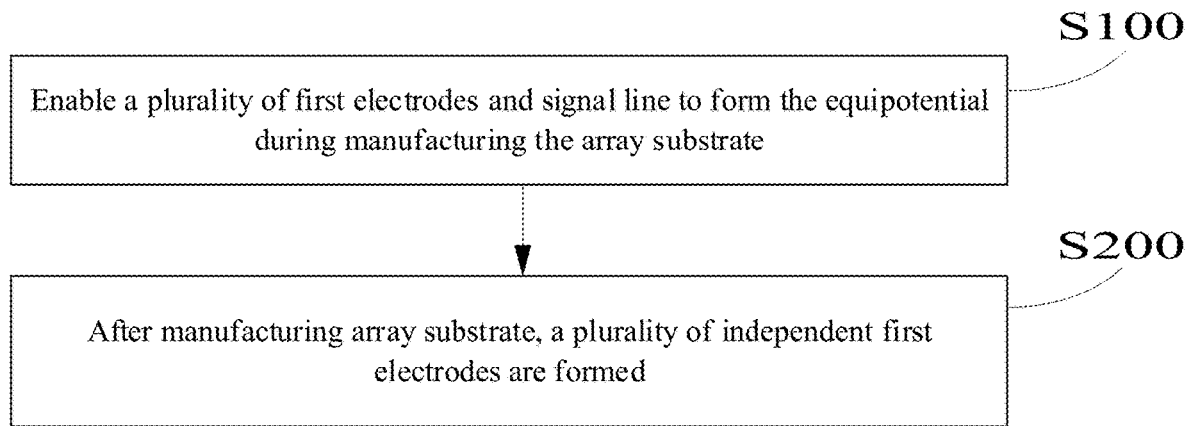 S100
Enable a plurality of first electrodes and signal line to form the equipotential
during manufacturing the array substrate
S200
After manufacturing array substrate, a plurality of independent first
electrodes are formed